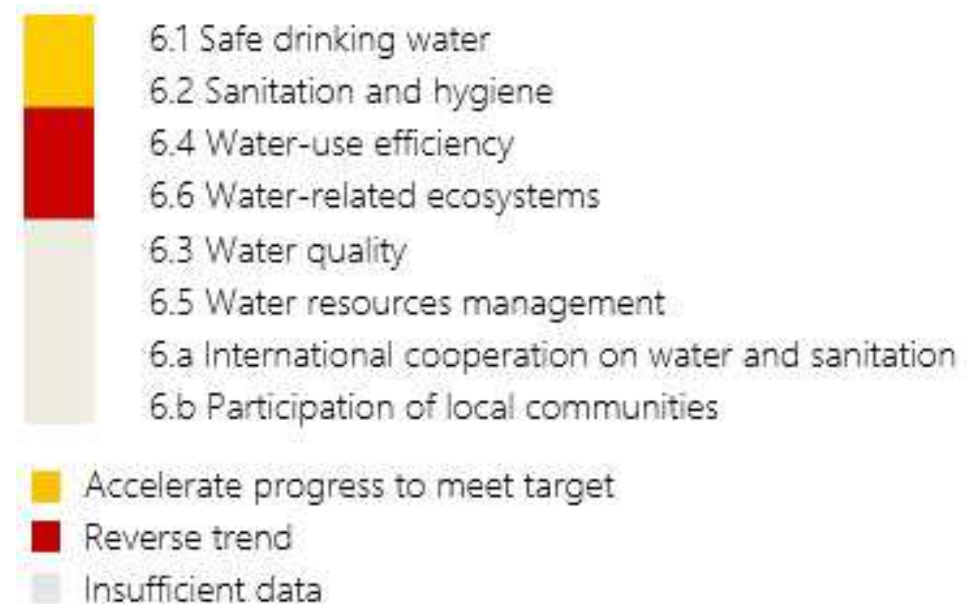 6.1 Safe drinking water
6.2 Sanitation and hygiene
6.4 Water-use efficiency
6.6 Water-related ecosystems
6.3 Water quality
6.5 Water resources management
6.a International cooperation on water and sanitation
6.b Participation of local communities
Accelerate progress to meet target
Reverse trend
Insufficient data